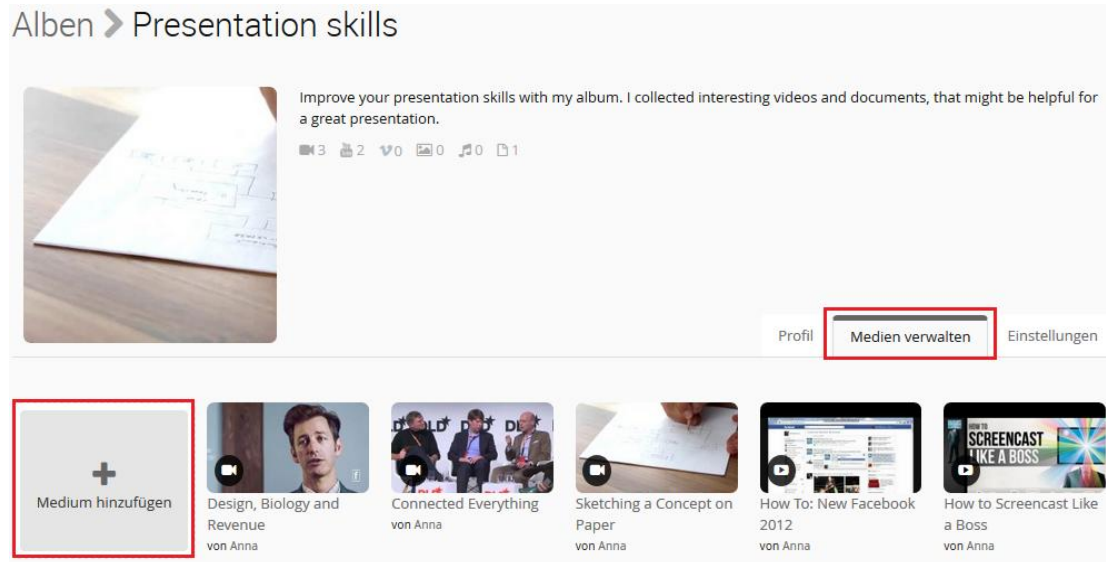 Alben > Presentation skills
Improve your presentation skills with my album. I collected interesting videos and documents, that might be helpful for
a great presentation.
3 2 0 0 0 1
Profil Medien verwalten Einstellungen
Medium hinzufügen
HOW TO
SCREENCAST
LIKE A BOSS
Design, Biology and
Revenue
von Anna
Connected Everything
von Anna
Sketching a Concept on
Paper
von Anna
How To: New Facebook
2012
von Anna
How to Screencast Like
a Boss
von Anna